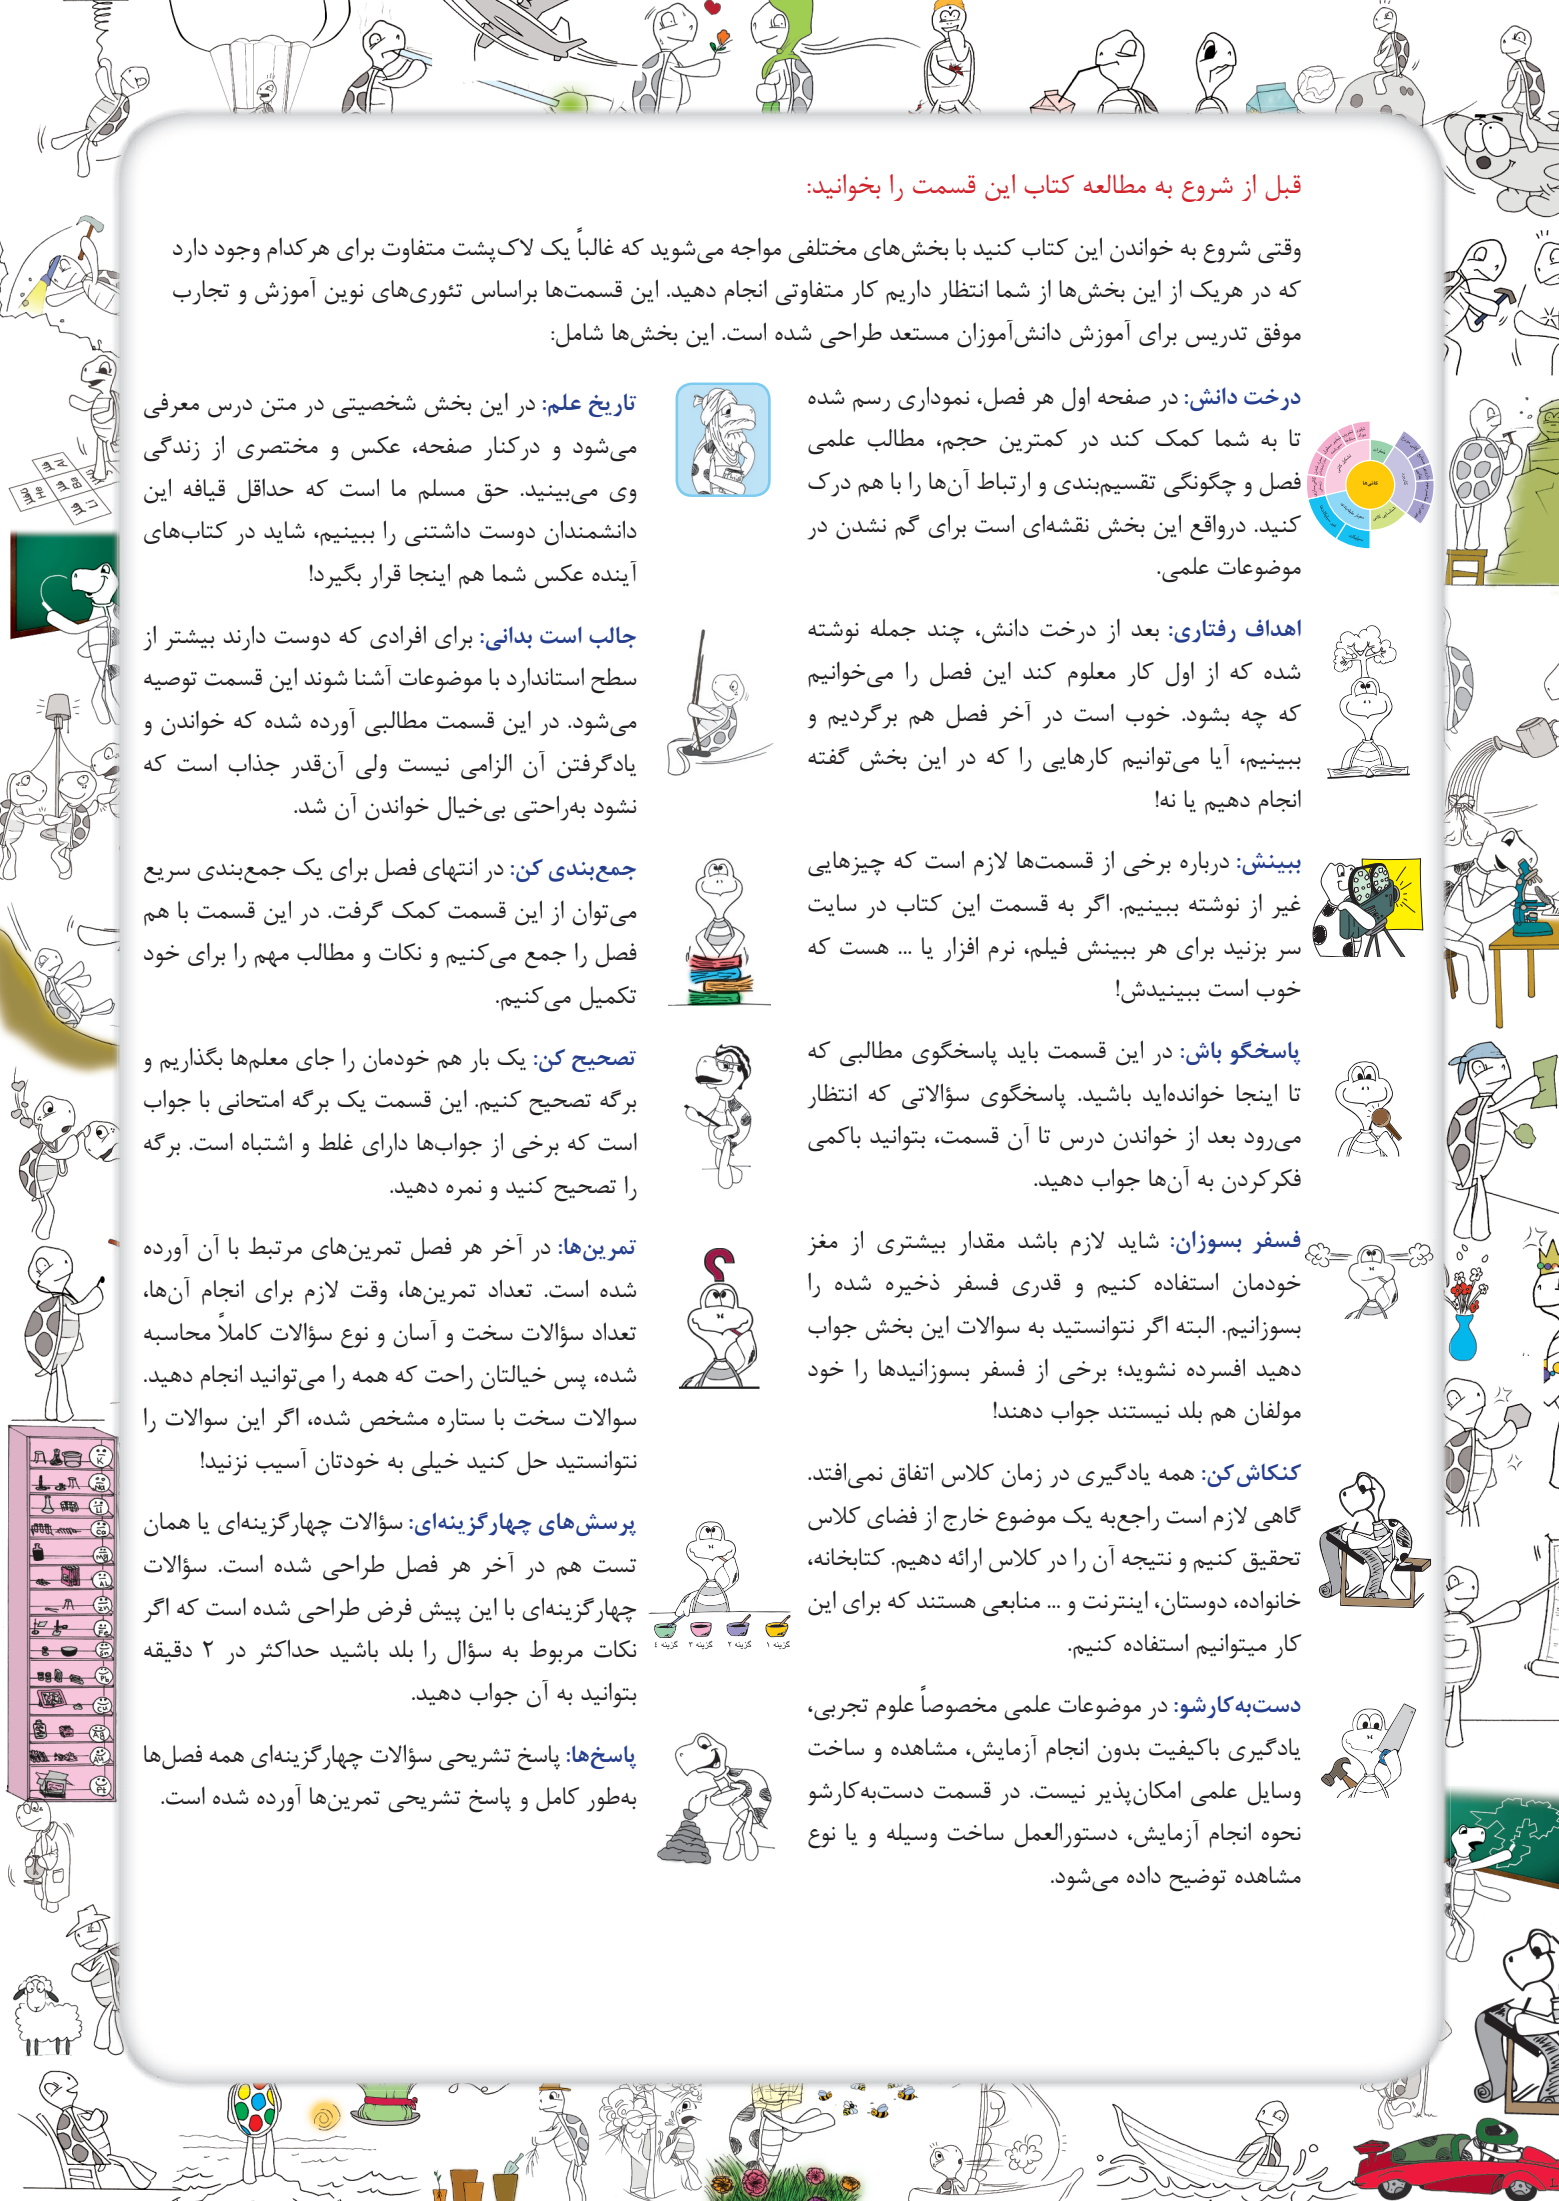 قبل از شروع به مطالعه کتاب این قسمت را بخوانید:
وقتی شروع به خواندن این کتاب کنید با بخش‌های مختلفی مواجه می‌شوید که غالباً یک لاک‌پشت متفاوت برای هرکدام وجود دارد
که در هریک از این بخش‌ها از شما انتظار داریم کار متفاوتی انجام دهید. این قسمت‌ها براساس تئوری‌های نوین آموزش و تجارب
موفق تدریس برای آموزش دانش‌آموزان مستعد طراحی شده است. این بخش‌ها شامل:
درخت دانش: در صفحه اول هر فصل، نموداری رسم شده
تا به شما کمک کند در کمترین حجم، مطالب علمی
فصل و چگونگی تقسیم‌بندی و ارتباط آن‌ها را با هم درک
کنید. درواقع این بخش نقشه‌ای است برای گم نشدن در
موضوعات علمی.
اهداف رفتاری: بعد از درخت دانش، چند جمله نوشته
شده که از اول کار معلوم کند این فصل را می‌خوانیم
که چه بشود. خوب است در آخر فصل هم برگردیم و
ببینیم، آیا می‌توانیم کارهایی را که در این بخش گفته
انجام دهیم یا نه!
ببینش: درباره برخی از قسمت‌ها لازم است که چیزهایی
غیر از نوشته ببینیم. اگر به قسمت این کتاب در سایت
سر بزنید برای هر ببینش فیلم، نرم افزار یا ... هست که
خوب است ببینیدش!
پاسخگو باش: در این قسمت باید پاسخگوی مطالبی که
تا اینجا خوانده‌اید باشید. پاسخگوی سؤالاتی که انتظار
می‌رود بعد از خواندن درس تا آن قسمت، بتوانید باکمی
فکرکردن به آن‌ها جواب دهید.
فسفر بسوزان: شاید لازم باشد مقدار بیشتری از مغز
خودمان استفاده کنیم و قدری فسفر ذخیره شده را
بسوزانیم. البته اگر نتوانستید به سوالات این بخش جواب
دهید افسرده نشوید؛ برخی از فسفر بسوزانیدها را خود
مولفان هم بلد نیستند جواب دهند!
کنکاش‌کن: همه یادگیری در زمان کلاس اتفاق نمی‌افتد.
گاهی لازم است راجع‌به یک موضوع خارج از فضای کلاس
تحقیق کنیم و نتیجه آن را در کلاس ارائه دهیم. کتابخانه،
خانواده، دوستان، اینترنت و ... منابعی هستند که برای این
کار میتوانیم استفاده کنیم.
دست‌به‌کارشو: در موضوعات علمی مخصوصاً علوم تجربی،
یادگیری باکیفیت بدون انجام آزمایش، مشاهده و ساخت
وسایل علمی امکان‌پذیر نیست. در قسمت دست‌به‌کارشو
نحوه انجام آزمایش، دستورالعمل ساخت وسیله و یا نوع
مشاهده توضیح داده می‌شود.
تاریخ علم: در این بخش شخصیتی در متن درس معرفی
می‌شود و درکنار صفحه، عکس و مختصری از زندگی
وی می‌بینید. حق مسلم ما است که حداقل قیافه این
دانشمندان دوست داشتنی را ببینیم، شاید در کتاب‌های
آینده عکس شما هم اینجا قرار بگیرد!
جالب است بدانی: برای افرادی که دوست دارند بیشتر از
سطح استاندارد با موضوعات آشنا شوند این قسمت توصیه
می‌شود. در این قسمت مطالبی آورده شده که خواندن و
یادگرفتن آن الزامی نیست ولی آن‌قدر جذاب است که
نشود به‌راحتی بی‌خیال خواندن آن شد.
جمع‌بندی کن: در انتهای فصل برای یک جمع‌بندی سریع
می‌توان از این قسمت کمک گرفت. در این قسمت با هم
فصل را جمع می‌کنیم و نکات و مطالب مهم را برای خود
تکمیل می‌کنیم.
تصحیح کن: یک بار هم خودمان را جای معلم‌ها بگذاریم و
برگه تصحیح کنیم. این قسمت یک برگه امتحانی با جواب
است که برخی از جواب‌ها دارای غلط و اشتباه است. برگه
را تصحیح کنید و نمره دهید.
تمرین‌ها: در آخر هر فصل تمرین‌های مرتبط با آن آورده
شده است. تعداد تمرین‌ها، وقت لازم برای انجام آن‌ها،
تعداد سؤالات سخت و آسان و نوع سؤالات کاملاً محاسبه
شده، پس خیالتان راحت که همه را می‌توانید انجام دهید.
سوالات سخت با ستاره مشخص شده، اگر این سوالات را
نتوانستید حل کنید خیلی به خودتان آسیب نزنید!
پرسش‌های چهارگزینه‌ای: سؤالات چهارگزینه‌ای یا همان
تست هم در آخر هر فصل طراحی شده است. سؤالات
چهارگزینه‌ای با این پیش فرض طراحی شده است که اگر
نکات مربوط به سؤال را بلد باشید حداکثر در ۲ دقیقه
بتوانید به آن جواب دهید.
گزینه ۱ گزینه ۲ گزینه ۳ گزینه ٤
پاسخ‌ها: پاسخ تشریحی سؤالات چهارگزینه‌ای همه فصل‌ها
به‌طور کامل و پاسخ تشریحی تمرین‌ها آورده شده است.